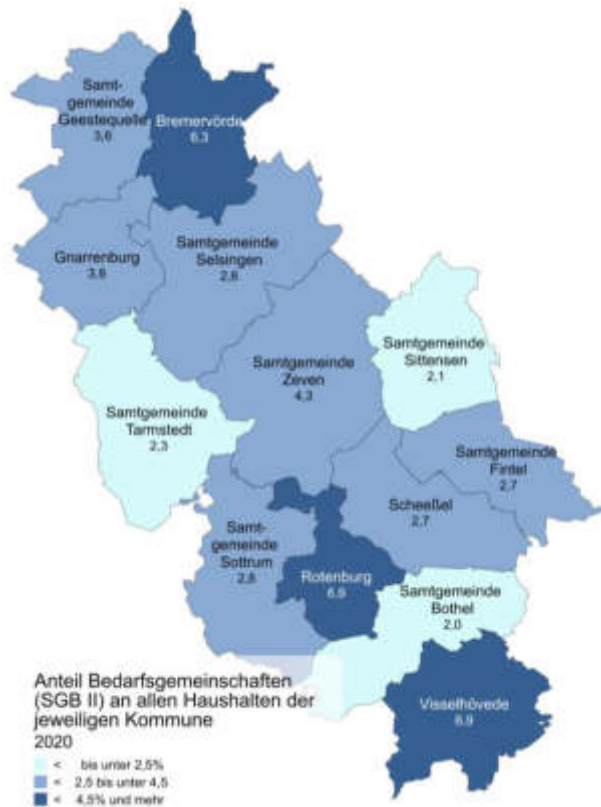 Samt-
gemeinde
Geestequelle
3,6
Bremervörde
6,3
Gnarrenburg
3,8
Samtgemeinde
Selsingen
2,8
Samtgemeinde
Sittensen
2,1
Samtgemeinde
Zeven
4,3
Samtgemeinde
Tarmstedt
2,3
Samtgemeinde
Fintel
2,7
Scheeßel
2,7
Samt-
gemeinde
Sottrum
2,8
Rotenburg
6,9
Samtgemeinde
Bothel
2,0
Visselhövede
6,9
Anteil Bedarfsgemeinschaften
(SGB II) an allen Haushalten der
jeweiligen Kommune
2020
< bis unter 2,5%
< 2,5 bis unter 4,5
< 4,5% und mehr